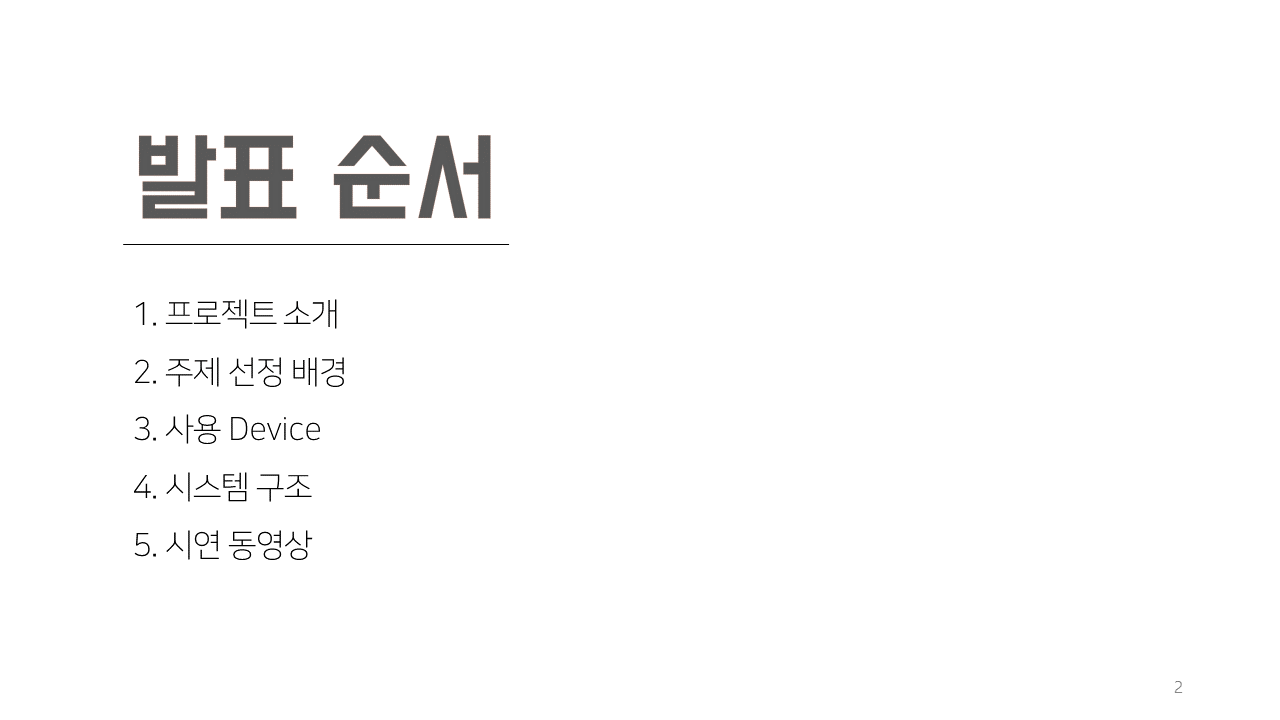 발표 순서
1. 프로젝트 소개
2. 주제 선정 배경
3. 사용 Device
4. 시스템 구조
5. 시연 동영상
2